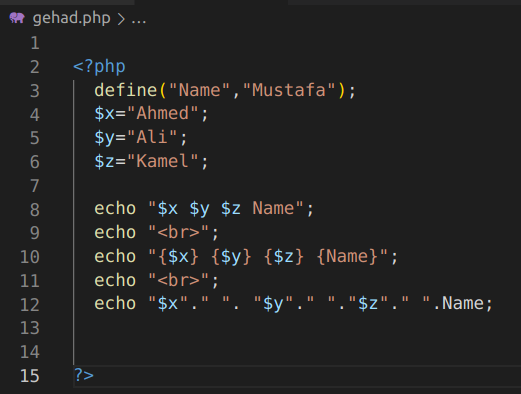 gehad.php > ...
1
2 <?php
3 define("Name","Mustafa");
4 $x="Ahmed";
5 $y="Ali";
6 $z="Kamel";
7
8 echo "$x $y $z Name";
9 echo "<br>";
10 echo "{$x} {$y} {$z} {Name}";
11 echo "<br>";
12 echo "$x"." ". "$y"." "."$z"." ".Name;
13
14
15 ?>